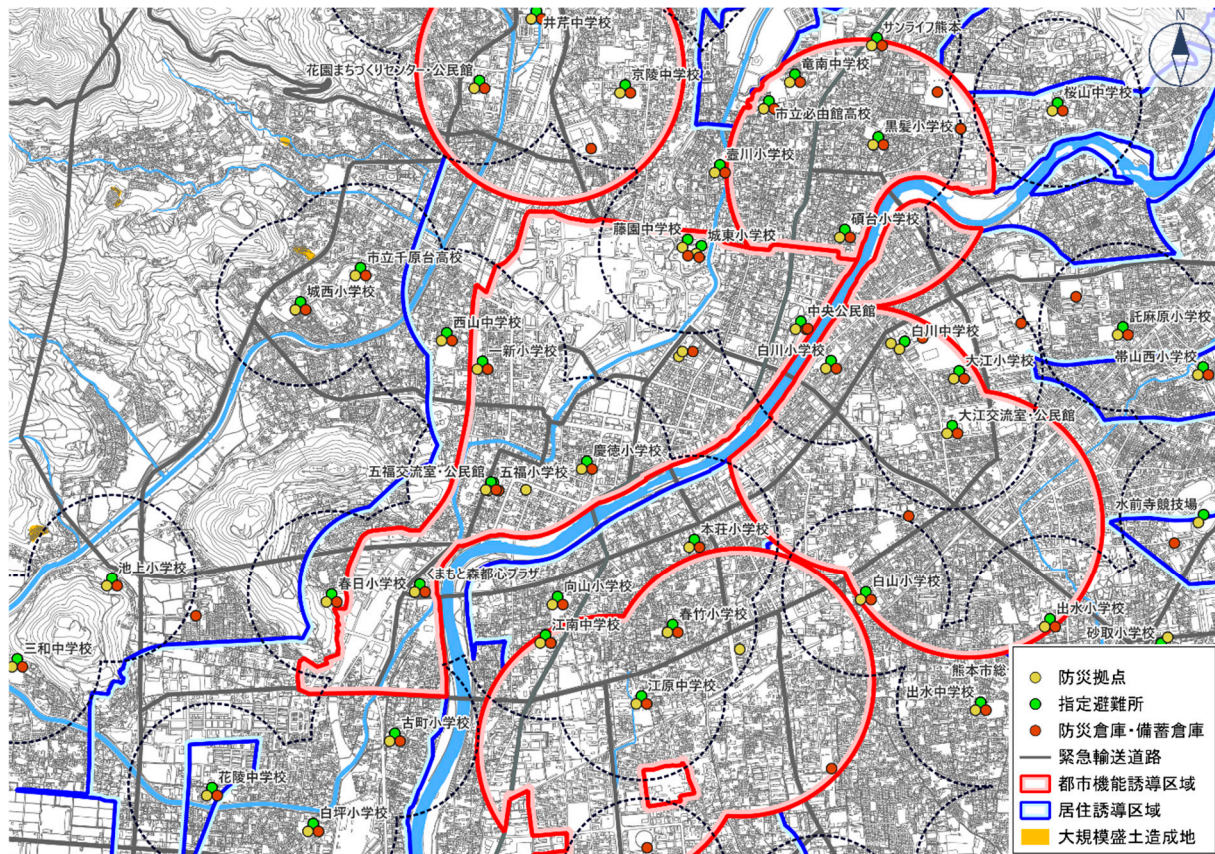 井芹中学校
サンライフ熊本
N
花園まちづくりセンター・公民館
京陵中学校
竜南中学校
桜山中学校
市立必由館高校
黒髪小学校
壺川小学校
藤園中学校
城東小学校
碩台小学校
市立千原台高校
城西小学校
中央公民館
託麻原小学校
西山中学校
一新小学校
白川小学校
白川中学校
大江小学校
帯山西小学校
大江交流室・公民館
慶徳小学校
五福交流室・公民館
五福小学校
水前寺競技場
本荘小学校
池上小学校
春日小学校
くまもと森都心プラザ
向山小学校
白山小学校
江南中学校
春竹小学校
出水小学校
砂取小学校
三和中学校
熊本市総
江原中学校
出水中学校
古町小学校
花陵中学校
白坪小学校
防災拠点
指定避難所
防災倉庫・備蓄倉庫
緊急輸送道路
都市機能誘導区域
居住誘導区域
大規模盛土造成地